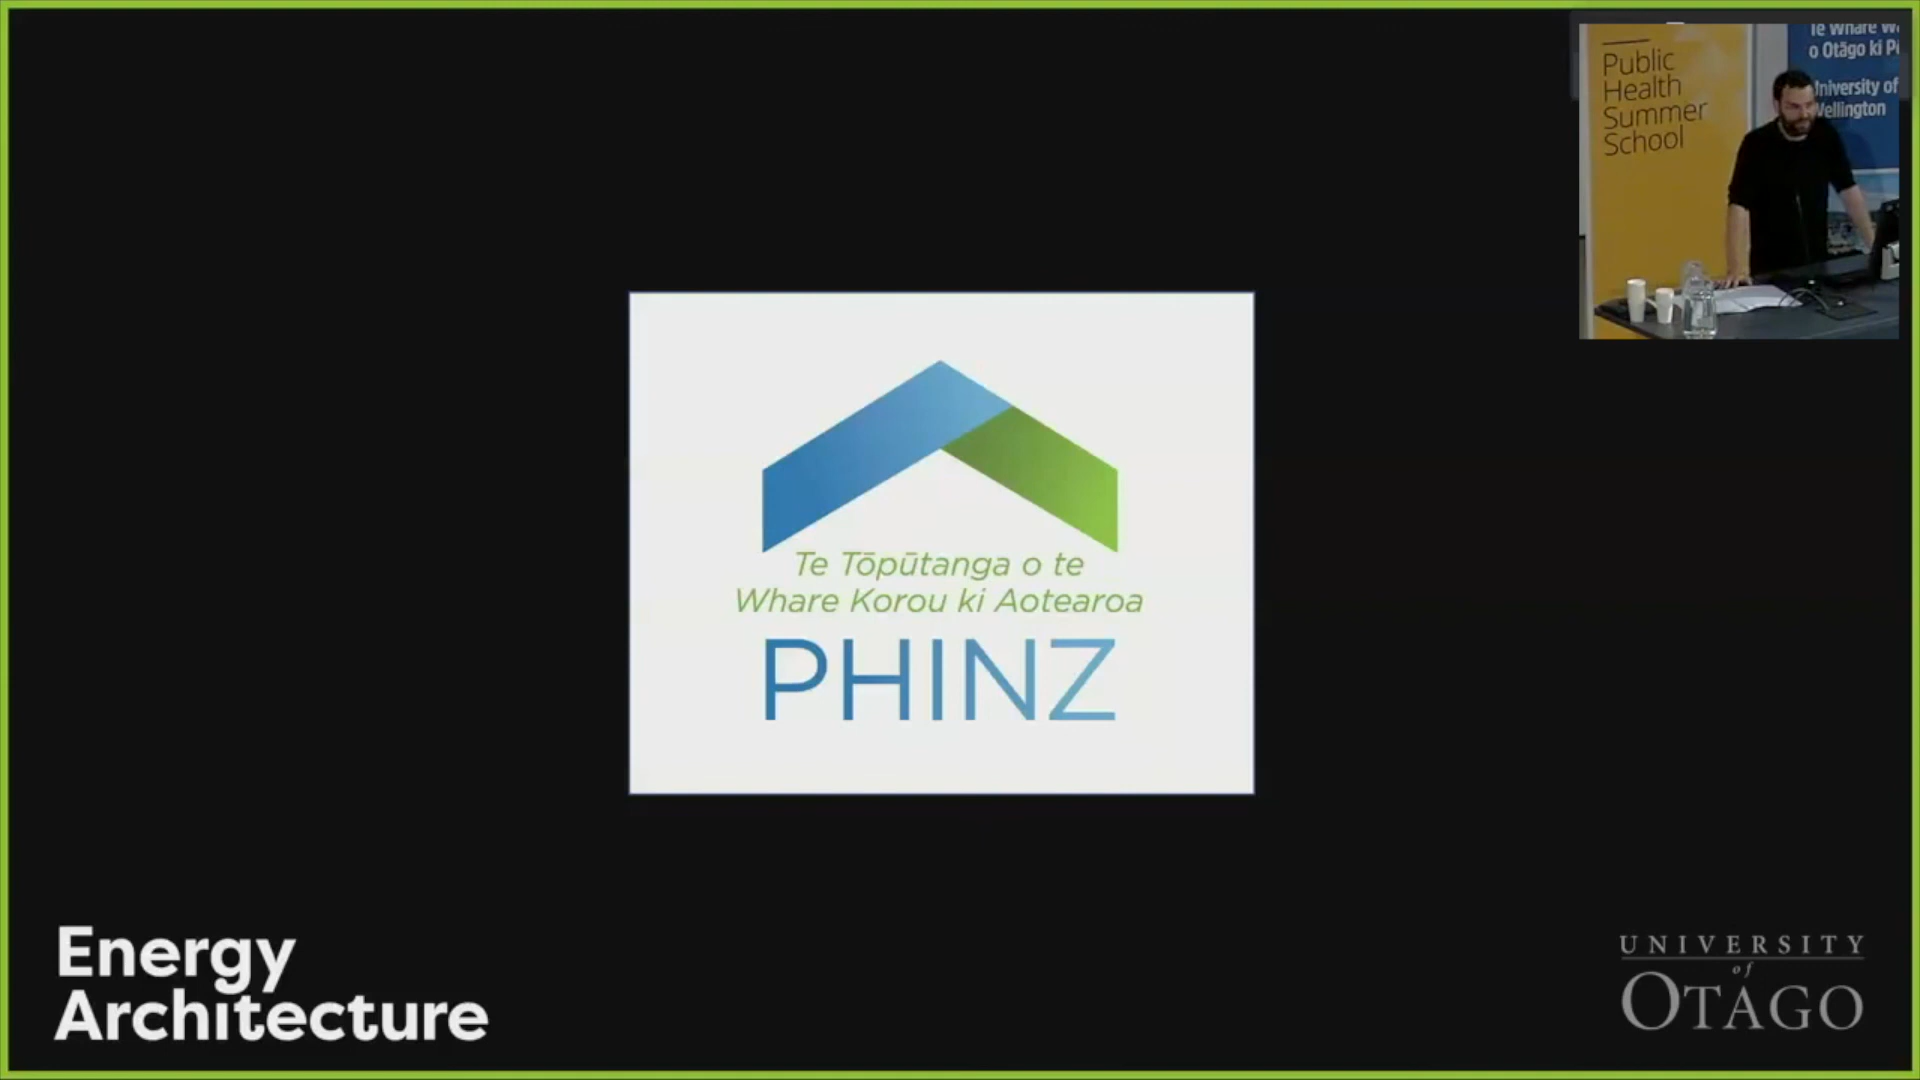 Public
Health
Summer
School
o Otāgo ki
University of
Wellington
Te Tōpūtanga o te
Whare Korou ki Aotearoa
PHINZ
Energy
Architecture
UNIVERSITY
of
OTAGO